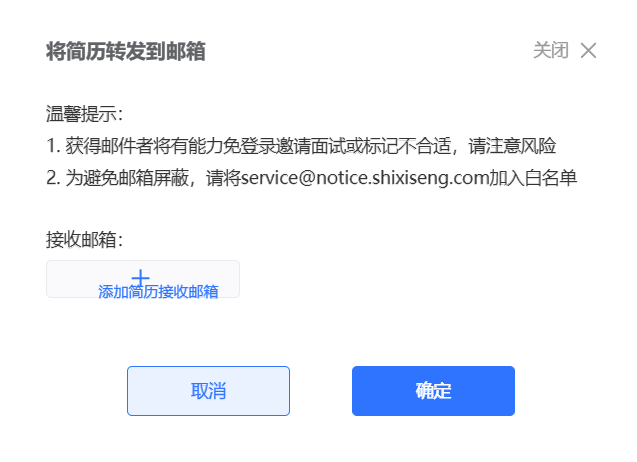 将简历转发到邮箱
关闭
温馨提示：
1. 获得邮件者将有能力免登录邀请面试或标记不合适，请注意风险
2. 为避免邮箱屏蔽，请将service@notice.shixiseng.com加入白名单
接收邮箱：
添加简历接收邮箱
取消
确定